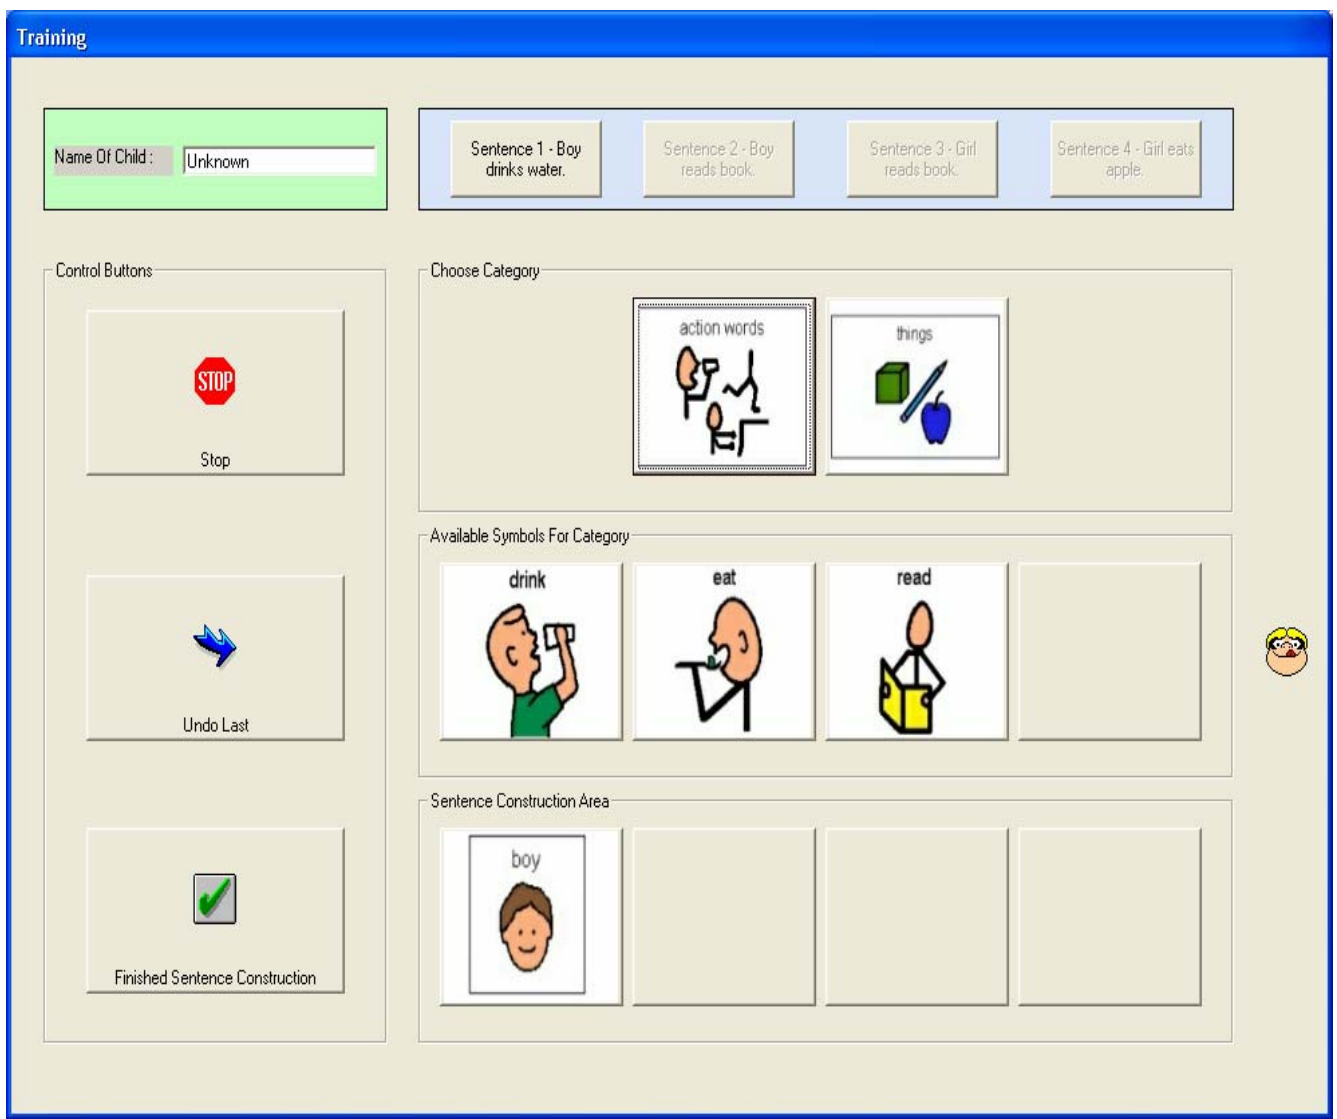 Training
Name Of Child :
Unknown
Sentence 1 - Boy
drinks water.
Sentence 2 - Boy
reads book.
Sentence 3 - Girl
reads book.
Sentence 4 - Girl eats
apple.
Control Buttons
STOP
Stop
Undo Last
Finished Sentence Construction
Choose Category
action words
things
Available Symbols For Category
drink
eat
read
Sentence Construction Area
boy